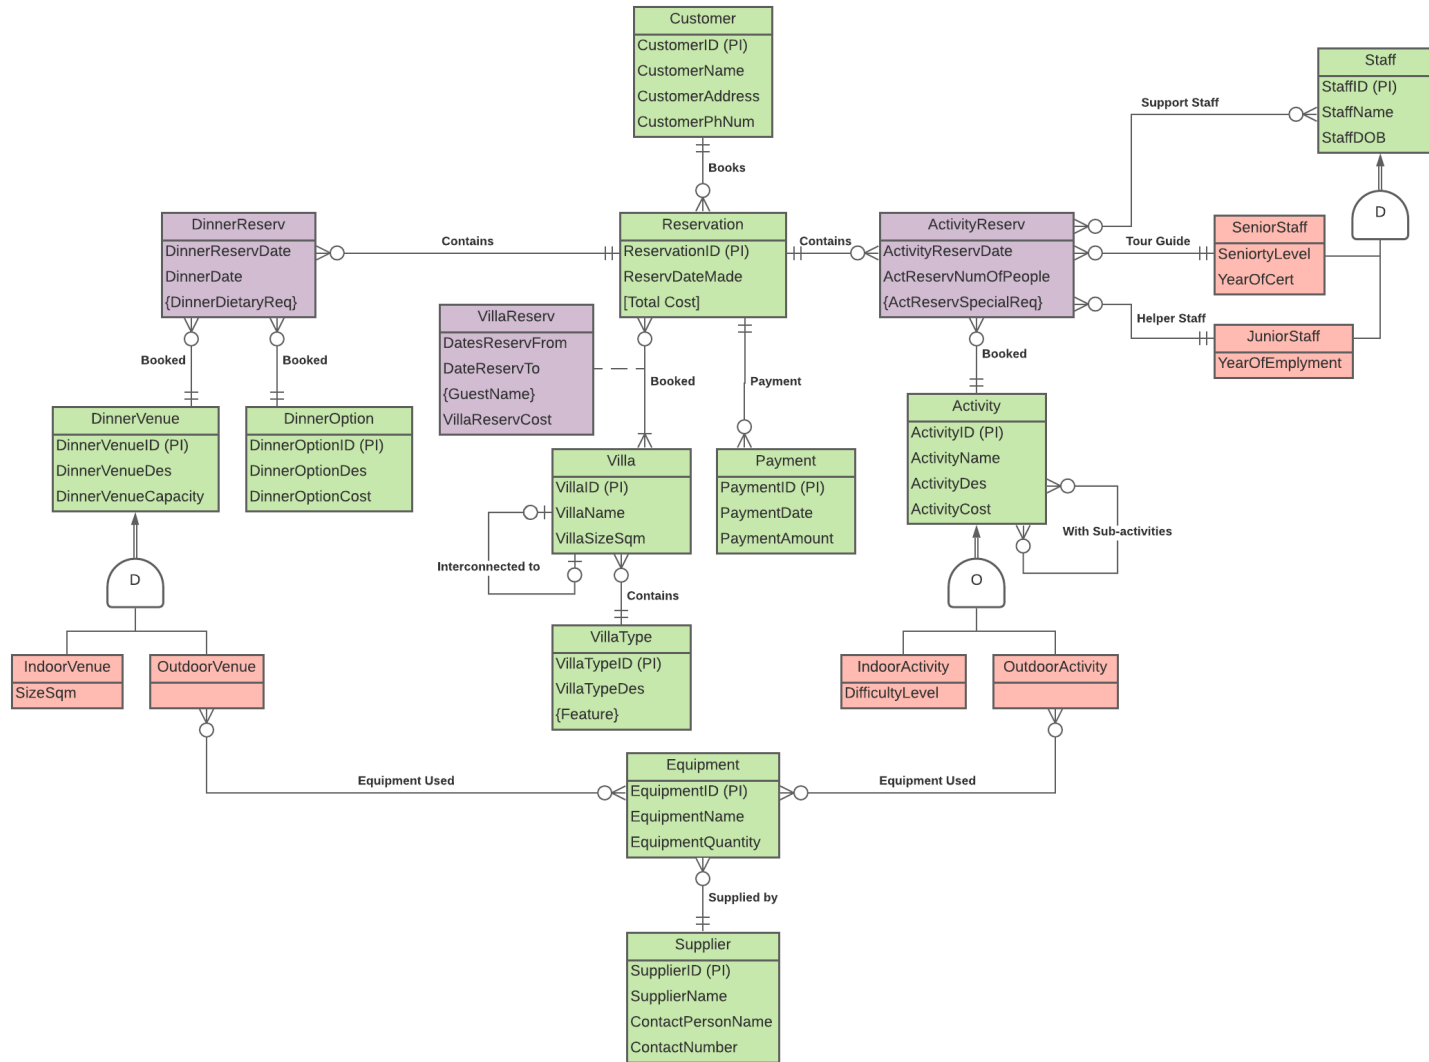 Customer
CustomerID (PI)
CustomerName
CustomerAddress
CustomerPhNum
Staff
StaffID (PI)
StaffName
StaffDOB
Support Staff
Books
D
DinnerReserv
DinnerReservDate
DinnerDate
{DinnerDietaryReq}
Contains
Reservation
ReservationID (PI)
ReservDateMade
[Total Cost]
Contains
ActivityReserv
ActivityReservDate
ActReservNumOfPeople
{ActReservSpecialReq}
Tour Guide
SeniorStaff
SeniortyLevel
YearOfCert
Helper Staff
JuniorStaff
YearOfEmplyment
VillaReserv
DatesReservFrom
DateReservTo
{GuestName}
VillaReservCost
Booked
Booked
Booked
Payment
Booked
DinnerVenue
DinnerVenueID (PI)
DinnerVenueDes
DinnerVenueCapacity
DinnerOption
DinnerOptionID (PI)
DinnerOptionDes
DinnerOptionCost
Villa
VillaID (PI)
VillaName
VillaSizeSqm
Payment
PaymentID (PI)
PaymentDate
PaymentAmount
Activity
ActivityID (PI)
ActivityName
ActivityDes
ActivityCost
With Sub-activities
Interconnected to
D
Contains
O
VillaType
VillaTypeID (PI)
VillaTypeDes
{Feature}
IndoorVenue
SizeSqm
OutdoorVenue
IndoorActivity
DifficultyLevel
OutdoorActivity
Equipment Used
Equipment
EquipmentID (PI)
EquipmentName
EquipmentQuantity
Equipment Used
Supplied by
Supplier
SupplierID (PI)
SupplierName
ContactPersonName
ContactNumber